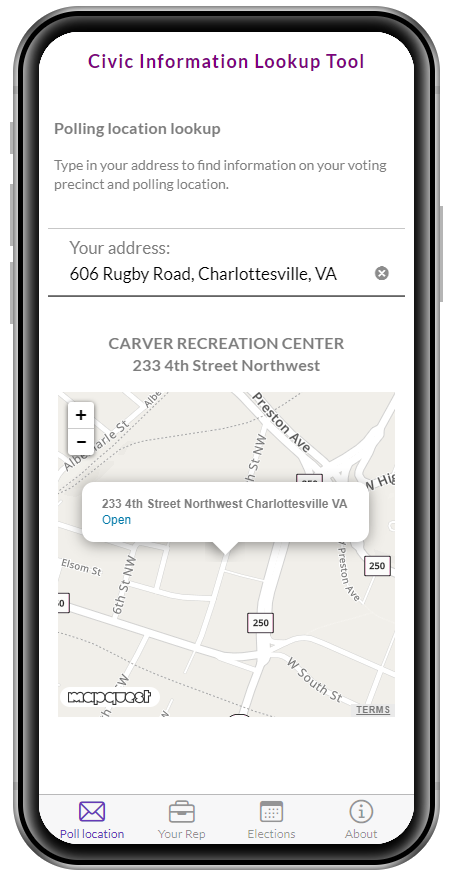 Civic Information Lookup Tool
Polling location lookup
Type in your address to find information on your voting
precinct and polling location.
Your address:
606 Rugby Road, Charlottesville, VA
CARVER RECREATION CENTER
233 4th Street Northwest
+
−
Preston Ave
St NW
233 4th Street Northwest Charlottesville VA
Open
Elsom St
6th St NW
Preston Ave
250
250
W South St
mapquest
TERMS
Poll location
Your Rep
Elections
About